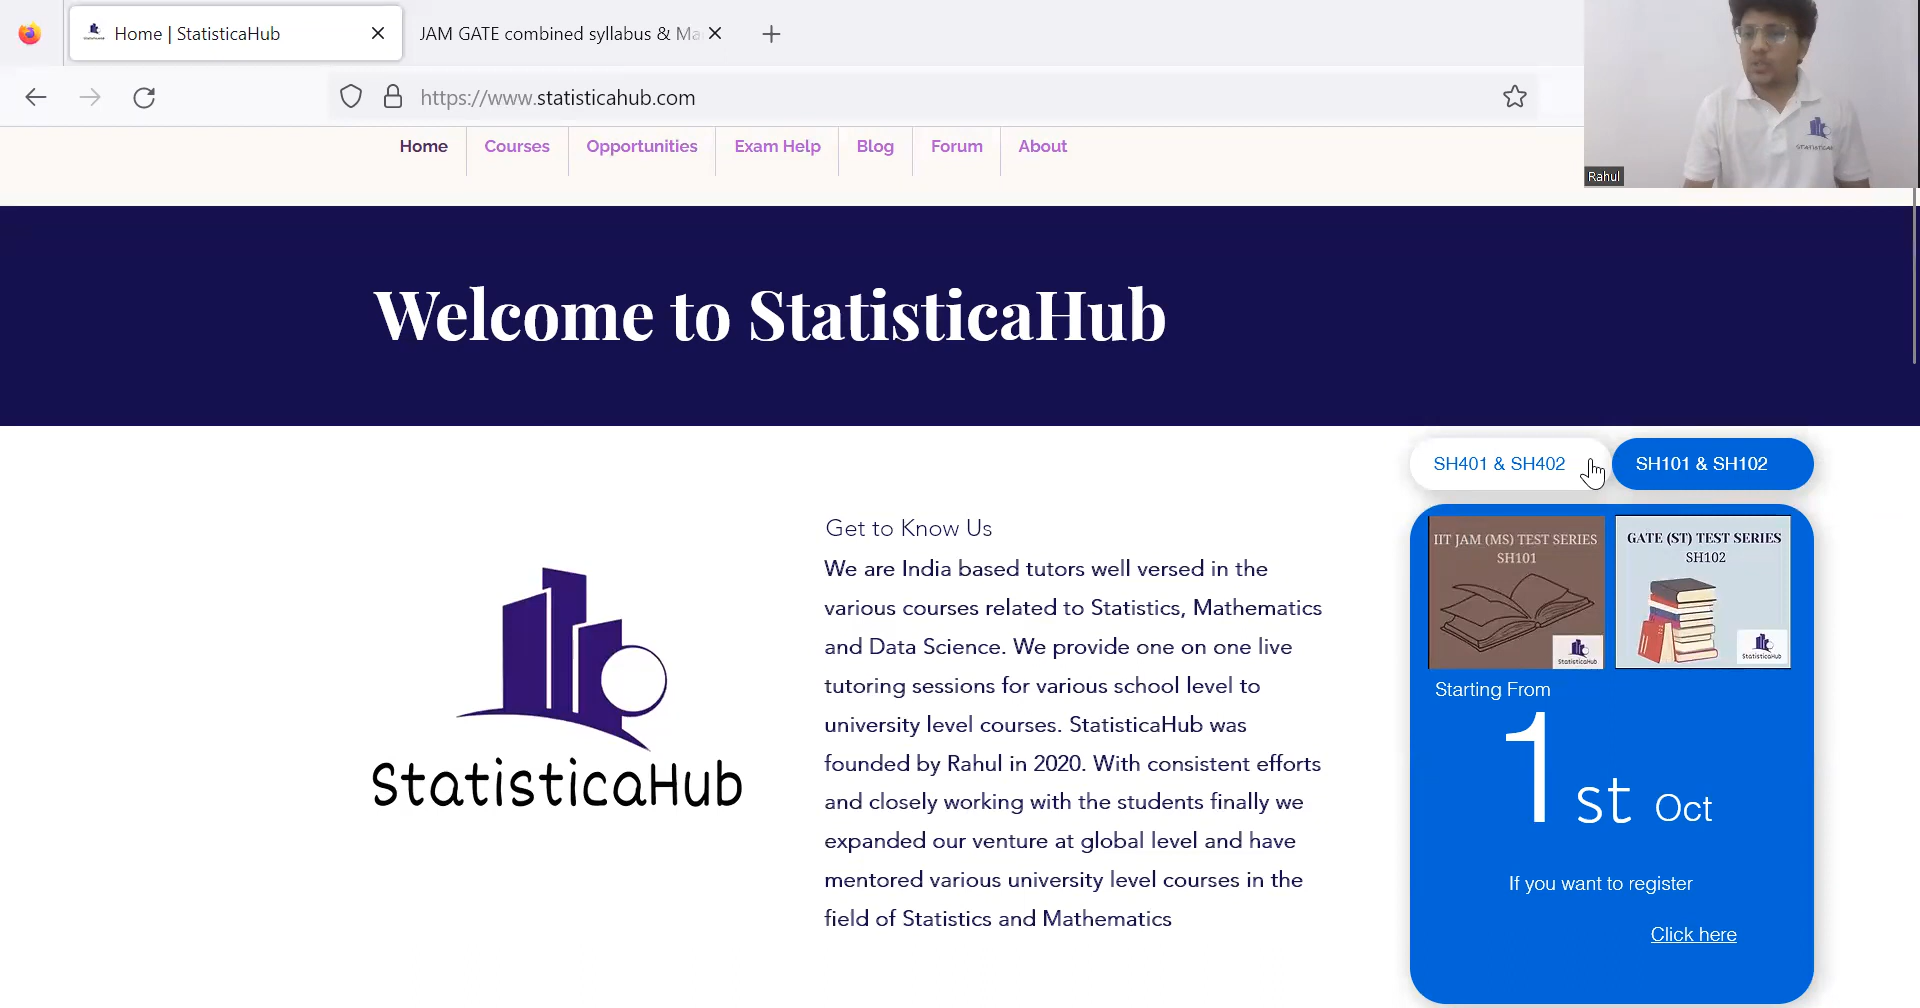 Home | StatisticaHub
JAM GATE combined syllabus & Ma
https://www.statisticahub.com
Rahul
Home
Courses
Opportunities
Exam Help
Blog
Forum
About
Welcome to StatisticaHub
SH401 & SH402
SH101 & SH102
Get to Know Us
We are India based tutors well versed in the
various courses related to Statistics, Mathematics
and Data Science. We provide one on one live
tutoring sessions for various school level to
university level courses. StatisticaHub was
founded by Rahul in 2020. With consistent efforts
and closely working with the students finally we
expanded our venture at global level and have
mentored various university level courses in the
field of Statistics and Mathematics
StatisticaHub
IIT JAM (MS) TEST SERIES
SH101
StatisticaHub
GATE (ST) TEST SERIES
SH102
StatisticaHub
Starting From
1st Oct
If you want to register
Click here